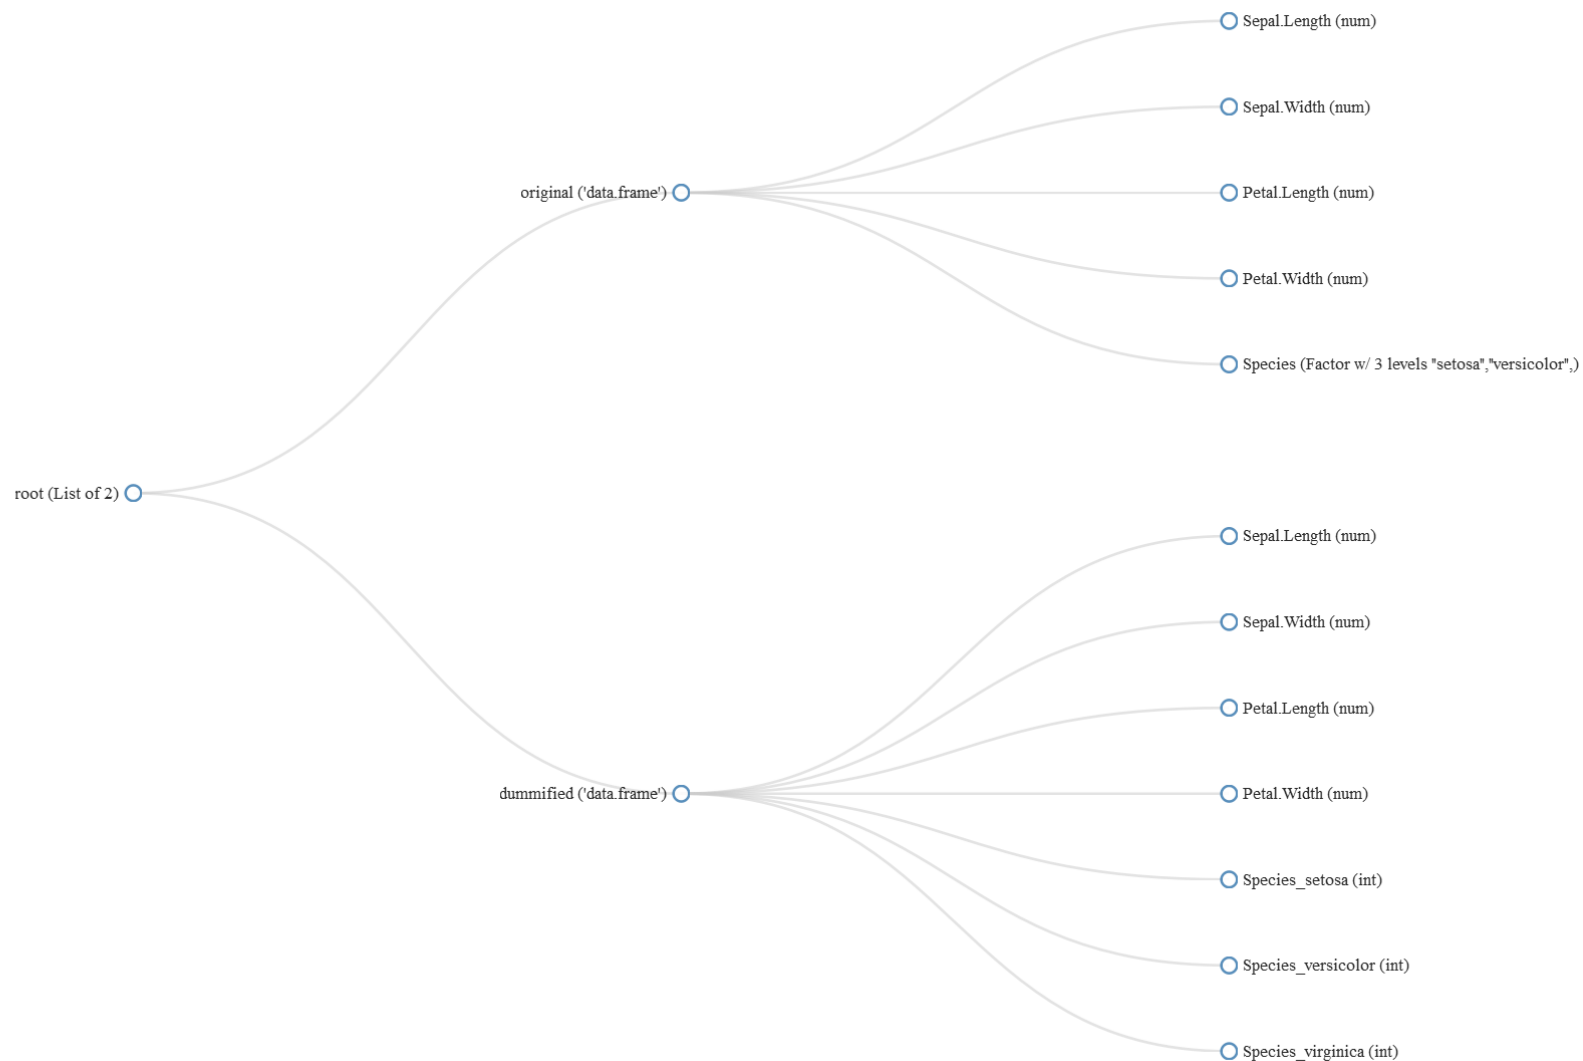 Sepal.Length (num)
Sepal.Width (num)
original ('data.frame')
Petal.Length (num)
Petal.Width (num)
Species (Factor w/ 3 levels "setosa","versicolor",)
root (List of 2)
Sepal.Length (num)
Sepal.Width (num)
Petal.Length (num)
dummified ('data.frame')
Petal.Width (num)
Species_setosa (int)
Species_versicolor (int)
Species_virginica (int)